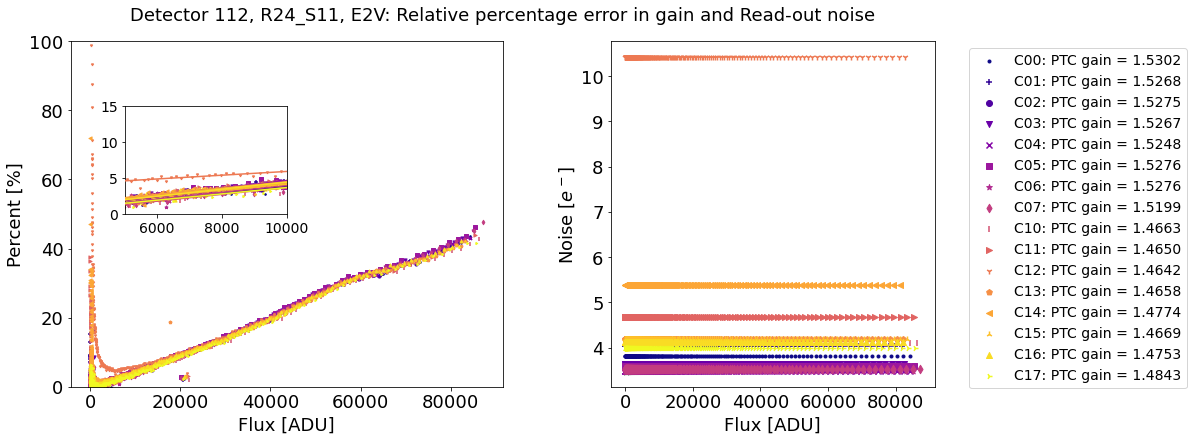 Detector 112, R24_S11, E2V: Relative percentage error in gain and Read-out noise
Percent [%]
100
80
60
40
20
0
15
10
5
0
6000
8000
10000
0
20000
40000
60000
80000
Flux [ADU]
Noise [e⁻]
10
9
8
7
6
5
4
0
20000
40000
60000
80000
Flux [ADU]
C00: PTC gain = 1.5302
C01: PTC gain = 1.5268
C02: PTC gain = 1.5275
C03: PTC gain = 1.5267
C04: PTC gain = 1.5248
C05: PTC gain = 1.5276
C06: PTC gain = 1.5276
C07: PTC gain = 1.5199
C10: PTC gain = 1.4663
C11: PTC gain = 1.4650
C12: PTC gain = 1.4642
C13: PTC gain = 1.4658
C14: PTC gain = 1.4774
C15: PTC gain = 1.4669
C16: PTC gain = 1.4753
C17: PTC gain = 1.4843